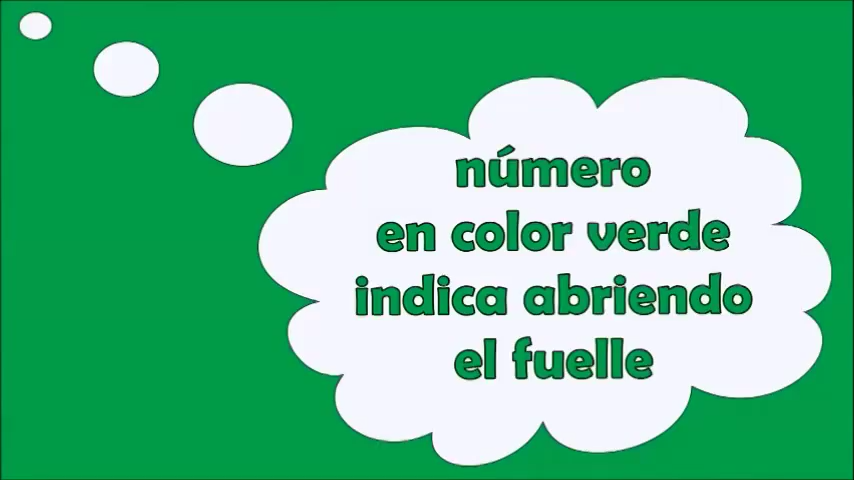 número
en color verde
indica abriendo
el fuelle